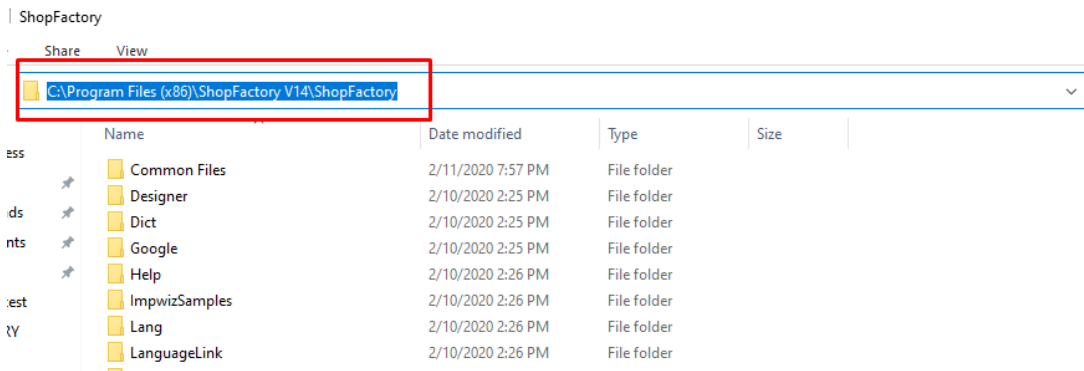 ShopFactory
Share View
C:\Program Files (x86)\ShopFactory V14\ShopFactory
Name Date modified Type Size
ess
Common Files 2/11/2020 7:57 PM File folder
Designer 2/10/2020 2:25 PM File folder
ds
Dict 2/10/2020 2:25 PM File folder
nts
Google 2/10/2020 2:25 PM File folder
Help 2/10/2020 2:26 PM File folder
test
ImpwizSamples 2/10/2020 2:26 PM File folder
RY
Lang 2/10/2020 2:26 PM File folder
LanguageLink 2/10/2020 2:26 PM File folder